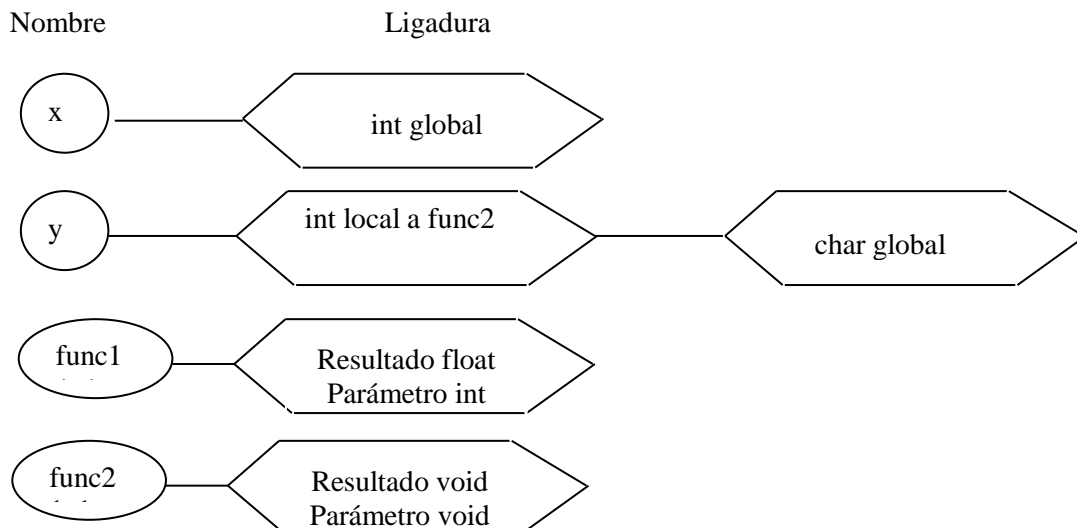 Nombre Ligadura
x int global
y int local a func2 char global
func1 Resultado float
Parámetro int
func2 Resultado void
Parámetro void